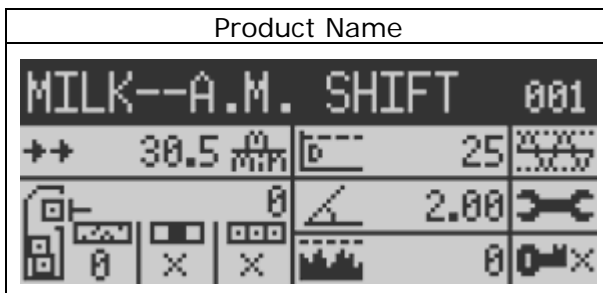 Product Name
MILK--A.M. SHIFT 001
30.5 M/MIN D 25
0 2.00
0 × × 0 ×